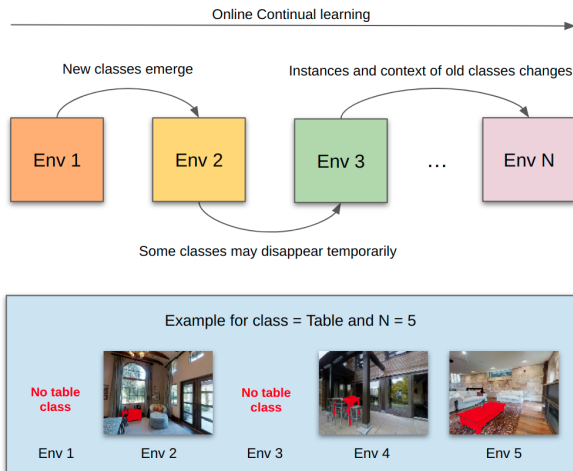 Online Continual learning
New classes emerge
Instances and context of old classes changes
Env 1
Env 2
Env 3
...
Env N
Some classes may disappear temporarily
Example for class = Table and N = 5
No table
class
No table
class
Env 1
Env 2
Env 3
Env 4
Env 5